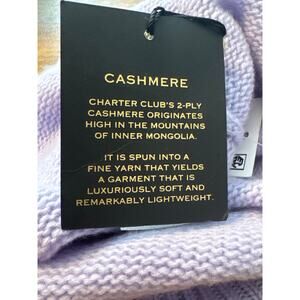 CASHMERE
CHARTER CLUB'S 2-PLY
CASHMERE ORIGINATES
HIGH IN THE MOUNTAINS
OF INNER MONGOLIA.
IT IS SPUN INTO A
FINE YARN THAT YIELDS
A GARMENT THAT IS
LUXURIOUSLY SOFT AND
REMARKABLY LIGHTWEIGHT.